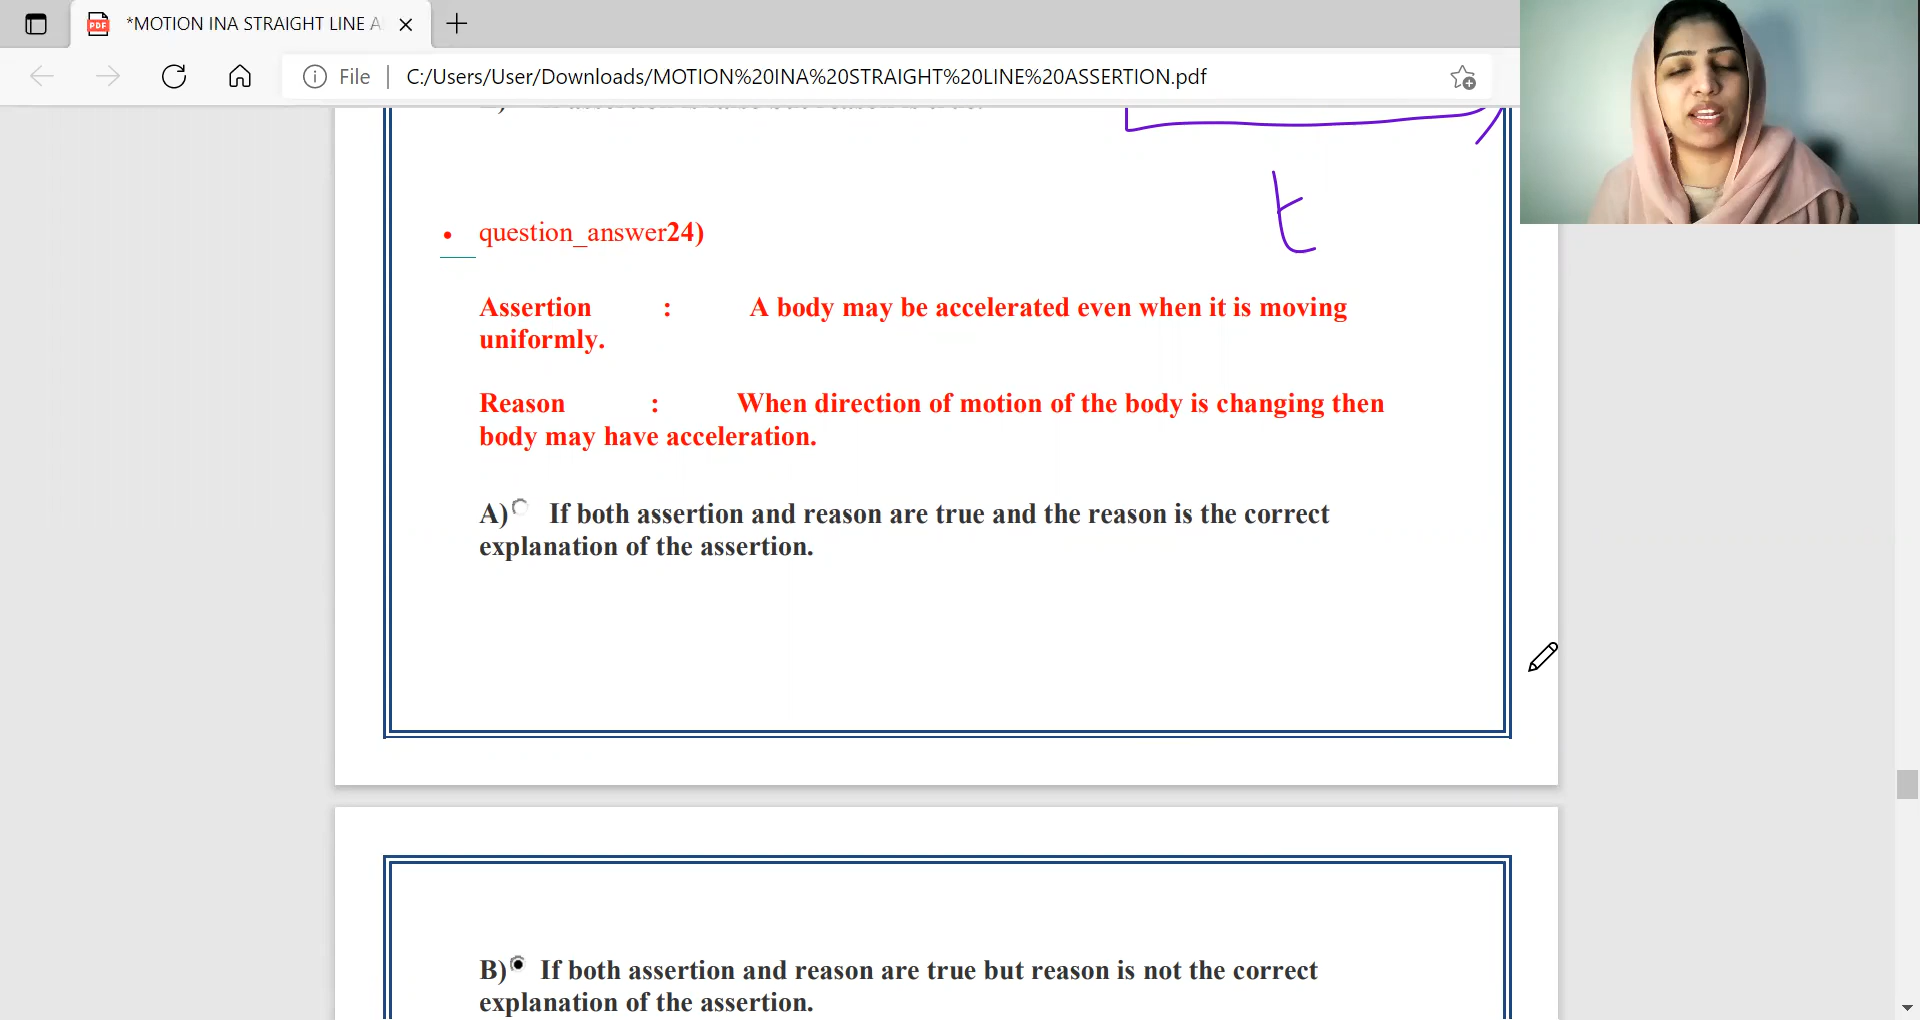 *MOTION INA STRAIGHT LINE A
File C:/Users/User/Downloads/MOTION%20INA%20STRAIGHT%20LINE%20ASSERTION.pdf
t
• question_answer24)
Assertion : A body may be accelerated even when it is moving
uniformly.
Reason : When direction of motion of the body is changing then
body may have acceleration.
A) If both assertion and reason are true and the reason is the correct
explanation of the assertion.
B) If both assertion and reason are true but reason is not the correct
explanation of the assertion.